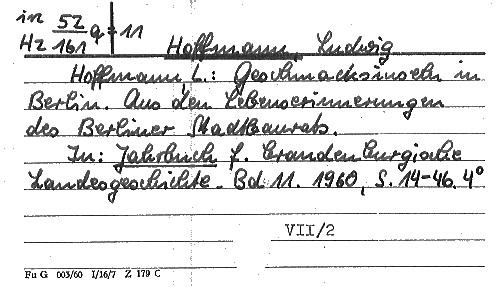 in 52 q = 11
Hz 161
Hoffmann, Ludwig
Hoffmann, L.: Geschmacksinseln in
Berlin. Aus den Lebenserinnerungen
des Berliner Stadtbaurats.
In: Jahrbuch f. brandenburgische
Landesgeschichte. Bd. 11. 1960, S. 14-46. 4°
VII/2
Fu G 003/60 I/16/7 Z 179 C